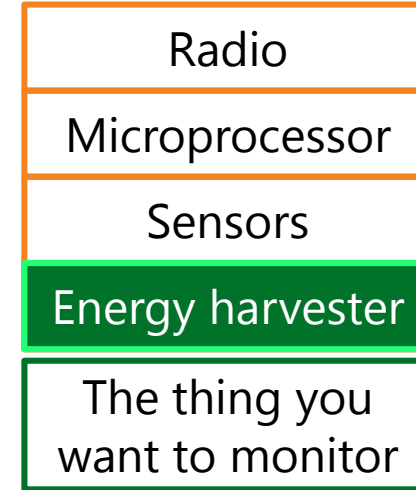 Radio
Microprocessor
Sensors
Energy harvester
The thing you
want to monitor